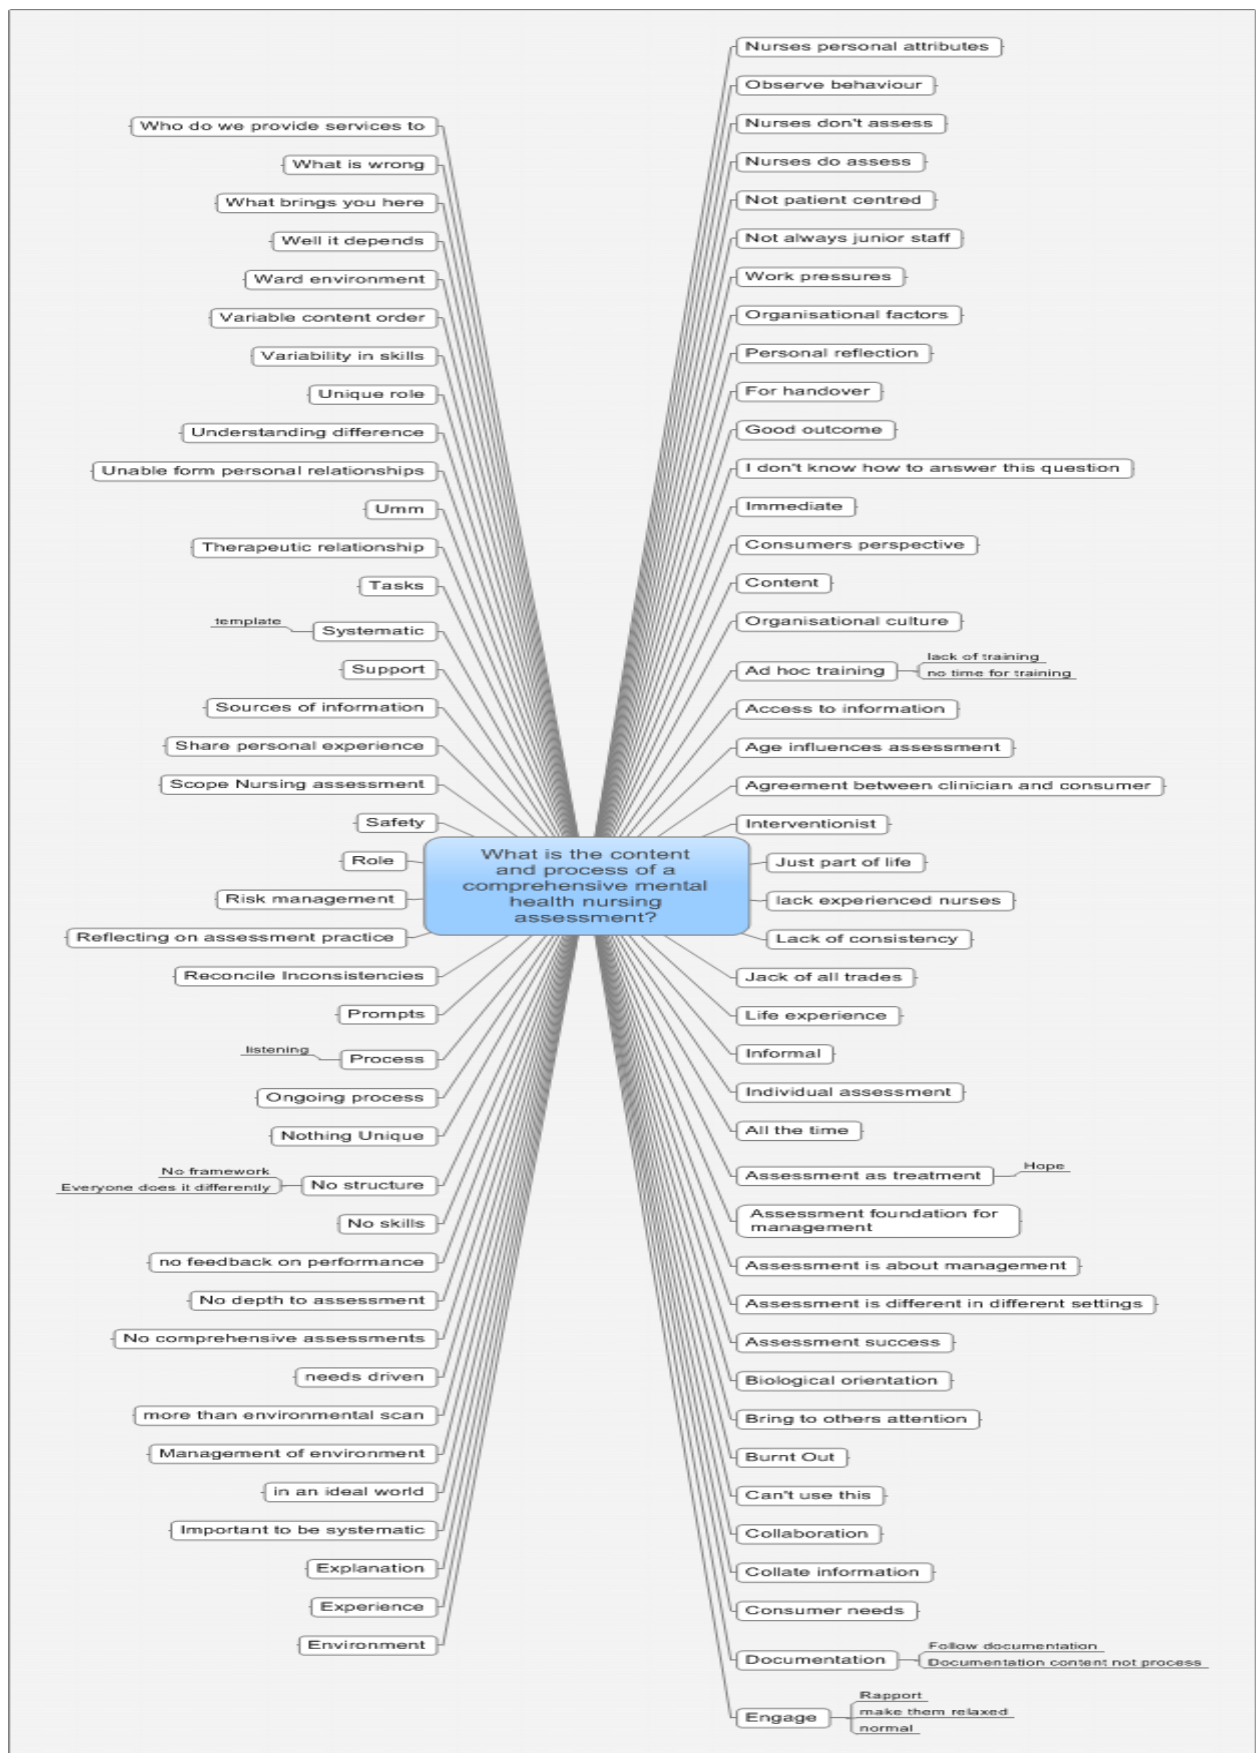 Who do we provide services to
What is wrong
What brings you here
Well it depends
Ward environment
Variable content order
Variability in skills
Unique role
Understanding difference
Unable form personal relationships
Umm
Therapeutic relationship
Tasks
template
Systematic
Support
Sources of information
Share personal experience
Scope Nursing assessment
Safety
Role
Risk management
Reflecting on assessment practice
Reconcile Inconsistencies
Prompts
listening
Process
Ongoing process
Nothing Unique
No framework
Everyone does it differently
No structure
No skills
no feedback on performance
No depth to assessment
No comprehensive assessments
needs driven
more than environmental scan
Management of environment
in an ideal world
Important to be systematic
Explanation
Experience
Environment
What is the content
and process of a
comprehensive mental
health nursing
assessment?
Nurses personal attributes
Observe behaviour
Nurses don't assess
Nurses do assess
Not patient centred
Not always junior staff
Work pressures
Organisational factors
Personal reflection
For handover
Good outcome
I don't know how to answer this question
Immediate
Consumers perspective
Content
Organisational culture
Ad hoc training
lack of training
no time for training
Access to information
Age influences assessment
Agreement between clinician and consumer
Interventionist
Just part of life
lack experienced nurses
Lack of consistency
Jack of all trades
Life experience
Informal
Individual assessment
All the time
Assessment as treatment
Hope
Assessment foundation for
management
Assessment is about management
Assessment is different in different settings
Assessment success
Biological orientation
Bring to others attention
Burnt Out
Can't use this
Collaboration
Collate information
Consumer needs
Documentation
Follow documentation
Documentation content not process
Engage
Rapport
make them relaxed
normal